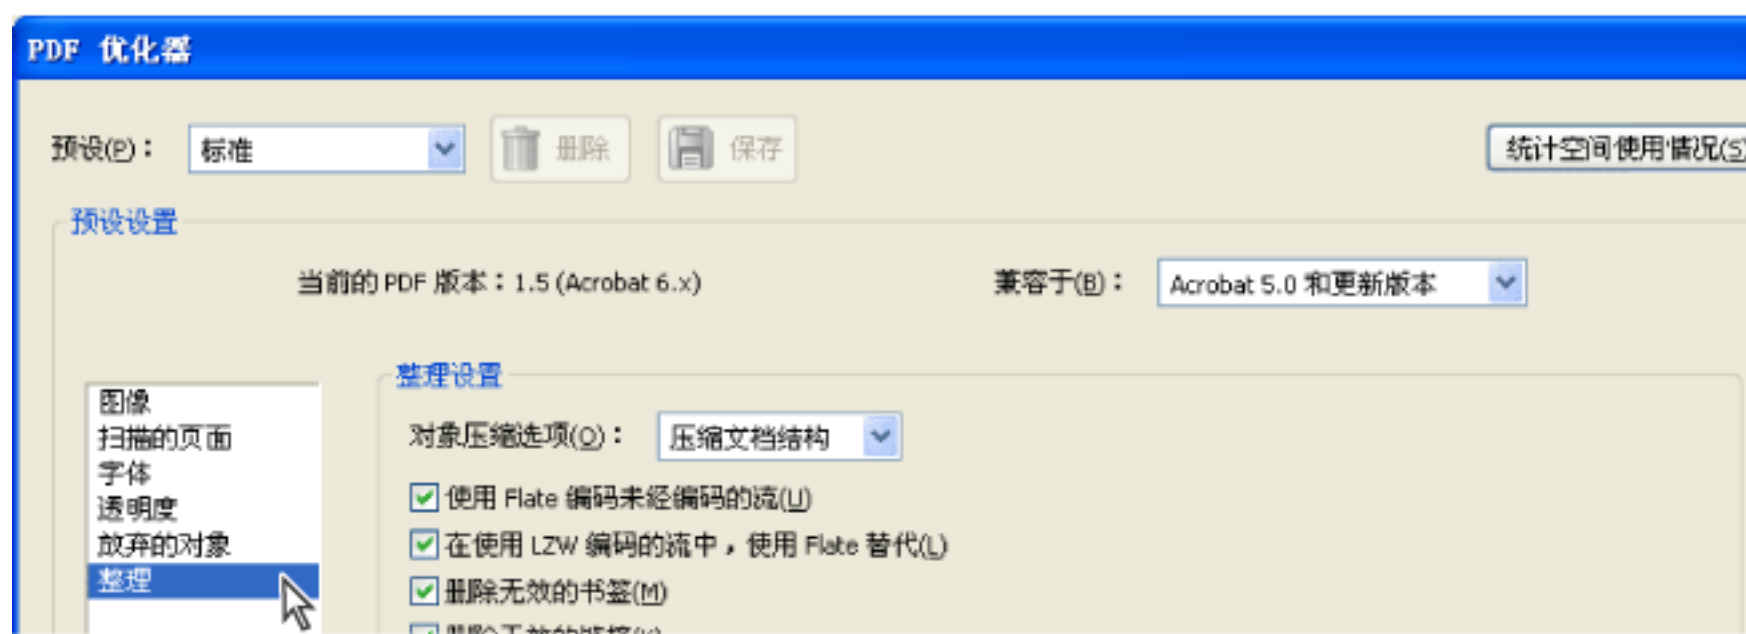 PDF 优化器
预设(P)： 标准 删除 保存 统计空间使用情况(S)
预设设置
当前的 PDF 版本：1.5 (Acrobat 6.x) 兼容于(B)： Acrobat 5.0 和更新版本
整理设置
图像
扫描的页面
字体
透明度
放弃的对象
整理
对象压缩选项(O)： 压缩文档结构
使用 Flate 编码未经编码的流(U)
在使用 LZW 编码的流中，使用 Flate 替代(L)
删除无效的书签(M)